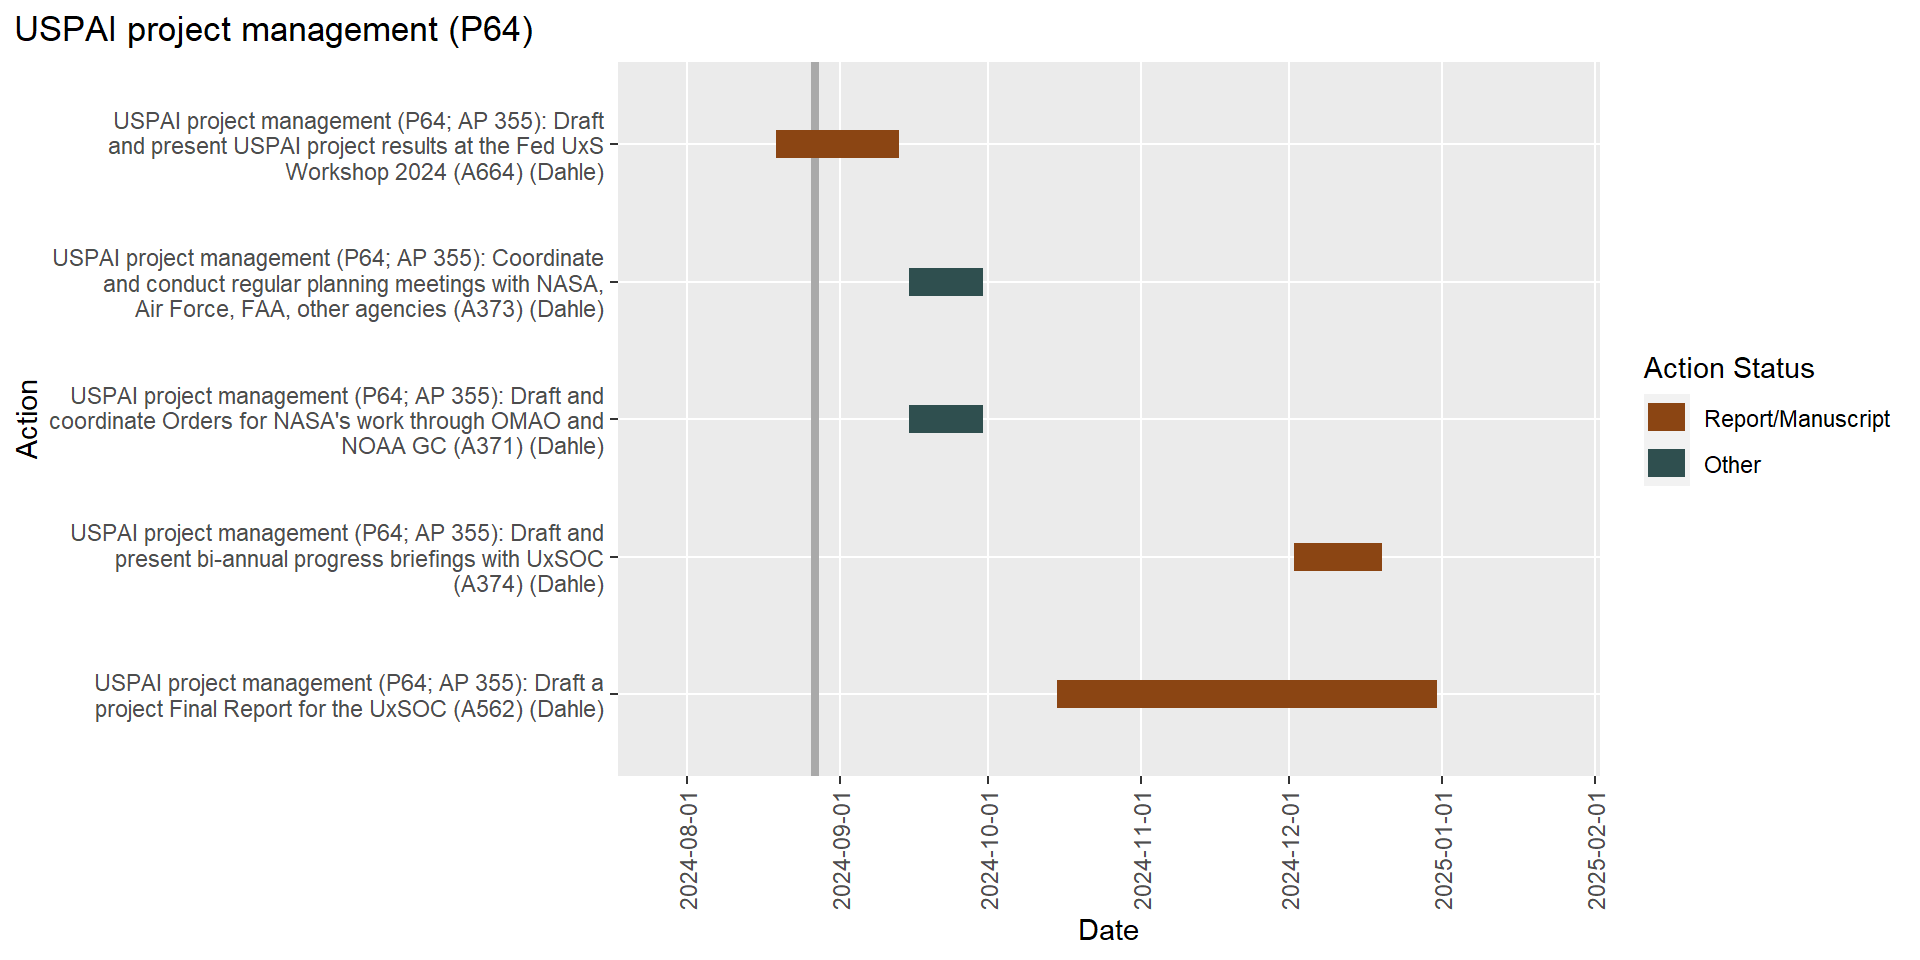 USPAI project management (P64)
USPAI project management (P64; AP 355): Draft
and present USPAI project results at the Fed UxS
Workshop 2024 (A664) (Dahle)
USPAI project management (P64; AP 355): Coordinate
and conduct regular planning meetings with NASA,
Air Force, FAA, other agencies (A373) (Dahle)
USPAI project management (P64; AP 355): Draft and
coordinate Orders for NASA's work through OMAO and
NOAA GC (A371) (Dahle)
USPAI project management (P64; AP 355): Draft and
present bi-annual progress briefings with UxSOC
(A374) (Dahle)
USPAI project management (P64; AP 355): Draft a
project Final Report for the UxSOC (A562) (Dahle)
Action
2024-08-01
2024-09-01
2024-10-01
2024-11-01
2024-12-01
2025-01-01
2025-02-01
Date
Action Status
Report/Manuscript
Other